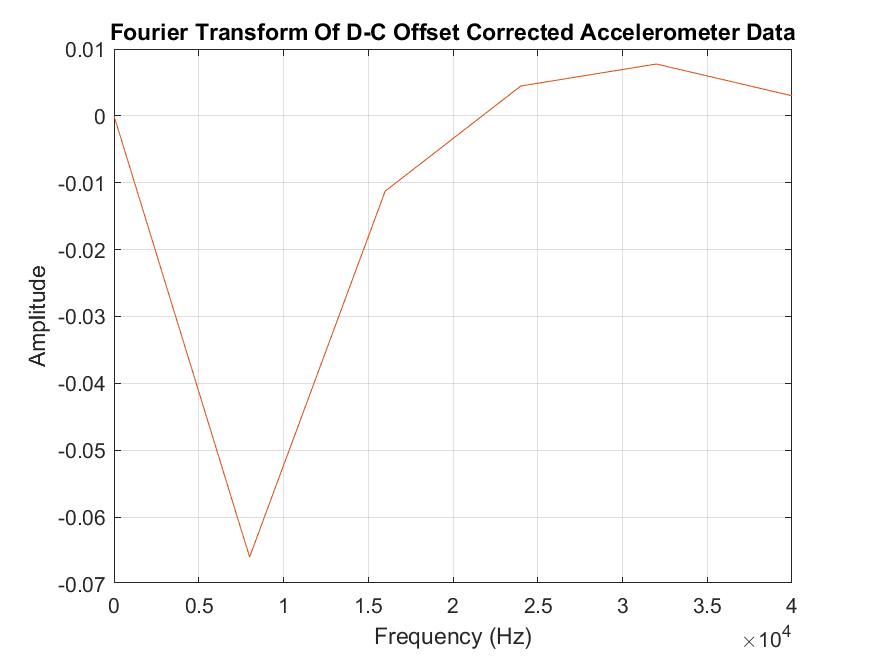 Fourier Transform Of D-C Offset Corrected Accelerometer Data
0.01
0
-0.01
-0.02
-0.03
-0.04
-0.05
-0.06
-0.07
Amplitude
0 0.5 1 1.5 2 2.5 3 3.5 4
Frequency (Hz)
×10⁴